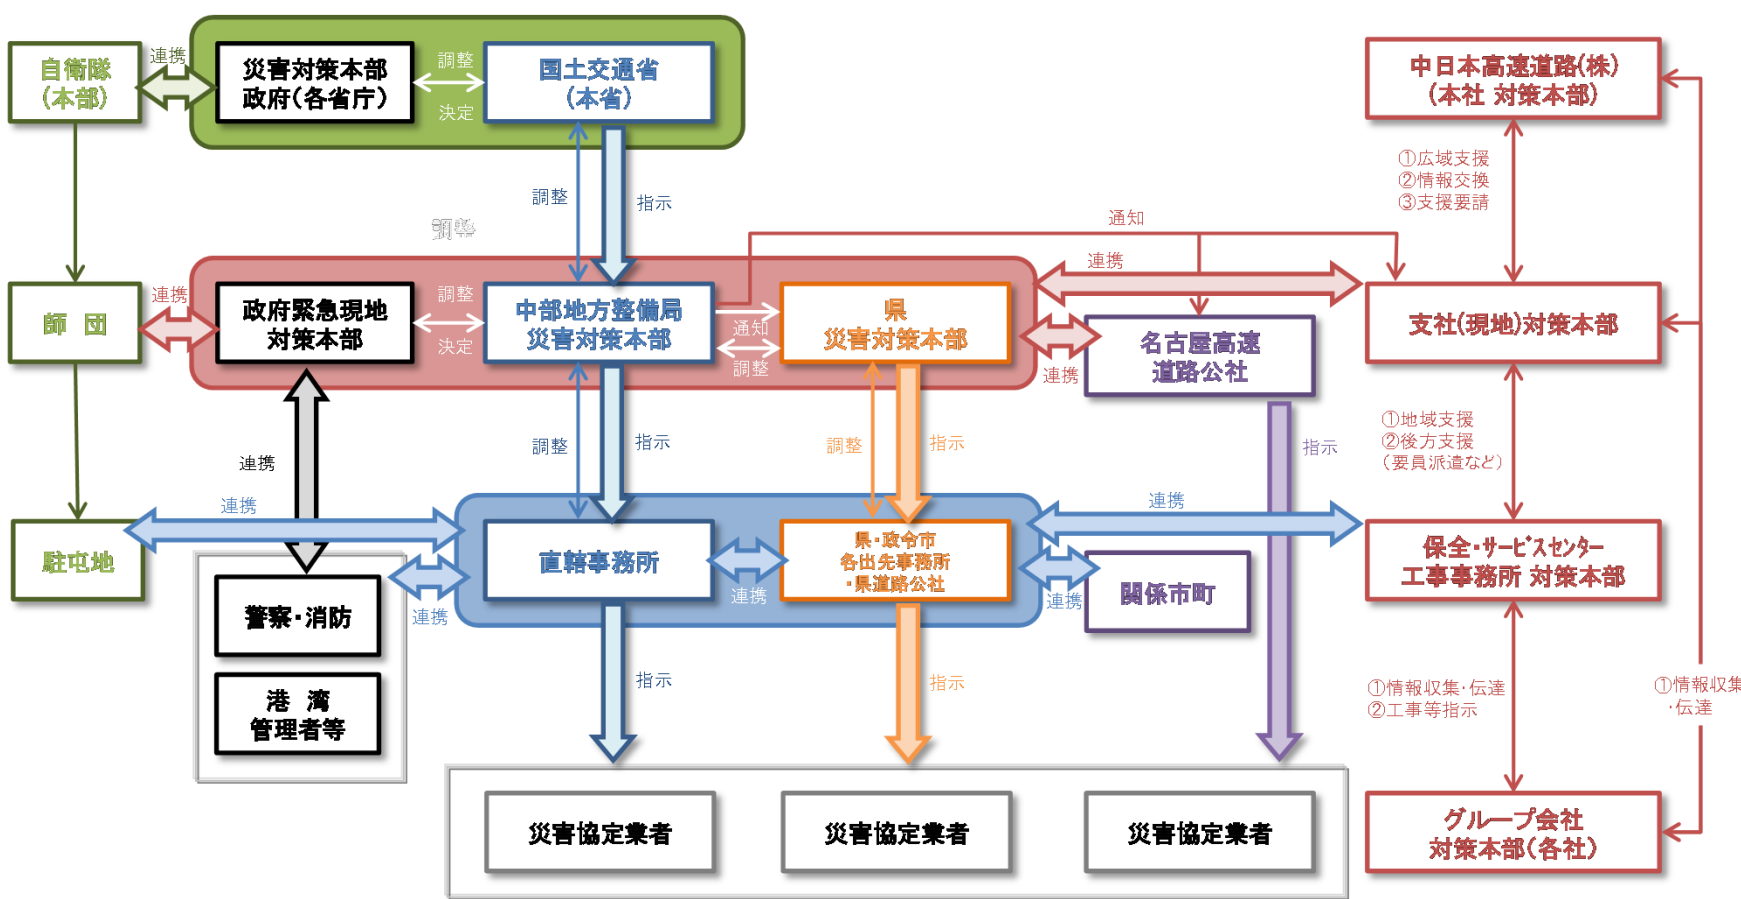 自衛隊
(本部)
連携
災害対策本部
政府(各省庁)
調整
決定
国土交通省
(本省)
中日本高速道路(株)
(本社 対策本部)
①広域支援
②情報交換
③支援要請
調整
指示
調整
通知
連携
師 団
連携
政府緊急現地
対策本部
調整
決定
中部地方整備局
災害対策本部
通知
調整
県
災害対策本部
連携
名古屋高速
道路公社
支社(現地)対策本部
連携
調整
指示
調整
指示
指示
①地域支援
②後方支援
(要員派遣など)
駐屯地
連携
連携
直轄事務所
連携
県・政令市
各出先事務所
・県道路公社
連携
連携
関係市町
保全・サービスセンター
工事事務所 対策本部
警察・消防
港 湾
管理者等
指示
指示
①情報収集・伝達
②工事等指示
①情報収集
・伝達
災害協定業者
災害協定業者
災害協定業者
グループ会社
対策本部(各社)